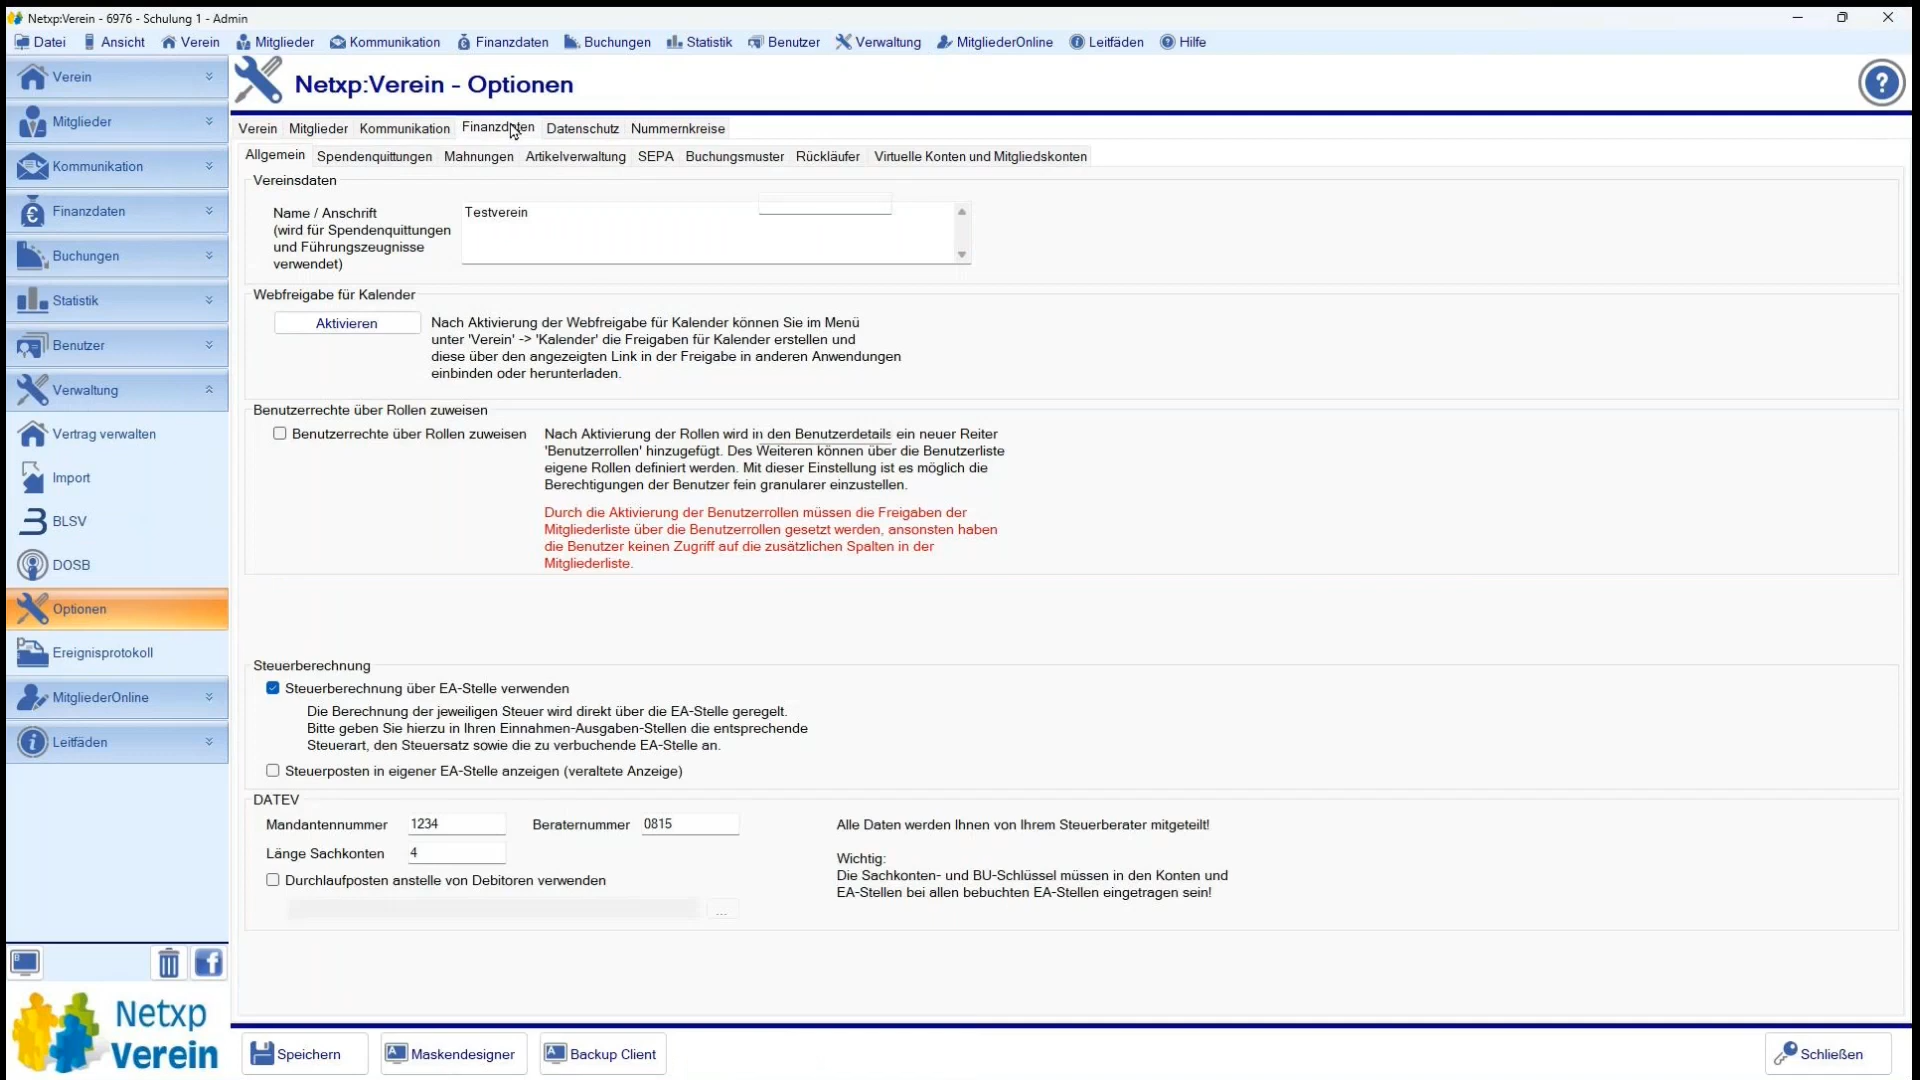 Netxp:Verein - 6976 - Schulung 1 - Admin
Datei Ansicht Verein Mitglieder Kommunikation Finanzdaten Buchungen Statistik Benutzer Verwaltung MitgliederOnline Leitfäden Hilfe
Verein
Mitglieder
Kommunikation
Finanzdaten
Buchungen
Statistik
Benutzer
Verwaltung
Vertrag verwalten
Import
BLSV
DOSB
Optionen
Ereignisprotokoll
MitgliederOnline
Leitfäden
Netxp
Verein
Netxp:Verein - Optionen
Verein Mitglieder Kommunikation Finanzdaten Datenschutz Nummernkreise
Allgemein Spendenquittungen Mahnungen Artikelverwaltung SEPA Buchungsmuster Rückläufer Virtuelle Konten und Mitgliedskonten
Vereinsdaten
Name / Anschrift
(wird für Spendenquittungen
und Führungszeugnisse
verwendet)
Testverein
Webfreigabe für Kalender
Aktivieren
Nach Aktivierung der Webfreigabe für Kalender können Sie im Menü
unter 'Verein' -> 'Kalender' die Freigaben für Kalender erstellen und
diese über den angezeigten Link in der Freigabe in anderen Anwendungen
einbinden oder herunterladen.
Benutzerrechte über Rollen zuweisen
Benutzerrechte über Rollen zuweisen
Nach Aktivierung der Rollen wird in den Benutzerdetails ein neuer Reiter
'Benutzerrollen' hinzugefügt. Des Weiteren können über die Benutzerliste
eigene Rollen definiert werden. Mit dieser Einstellung ist es möglich die
Berechtigungen der Benutzer fein granularer einzustellen.
Durch die Aktivierung der Benutzerrollen müssen die Freigaben der
Mitgliederliste über die Benutzerrollen gesetzt werden, ansonsten haben
die Benutzer keinen Zugriff auf die zusätzlichen Spalten in der
Mitgliederliste.
Steuerberechnung
Steuerberechnung über EA-Stelle verwenden
Die Berechnung der jeweiligen Steuer wird direkt über die EA-Stelle geregelt.
Bitte geben Sie hierzu in Ihren Einnahmen-Ausgaben-Stellen die entsprechende
Steuerart, den Steuersatz sowie die zu verbuchende EA-Stelle an.
Steuerposten in eigener EA-Stelle anzeigen (veraltete Anzeige)
DATEV
Mandantennummer 1234 Beraternummer 0815
Länge Sachkonten 4
Durchlaufposten anstelle von Debitoren verwenden
...
Alle Daten werden Ihnen von Ihrem Steuerberater mitgeteilt!
Wichtig:
Die Sachkonten- und BU-Schlüssel müssen in den Konten und
EA-Stellen bei allen bebuchten EA-Stellen eingetragen sein!
Speichern Maskendesigner Backup Client Schließen